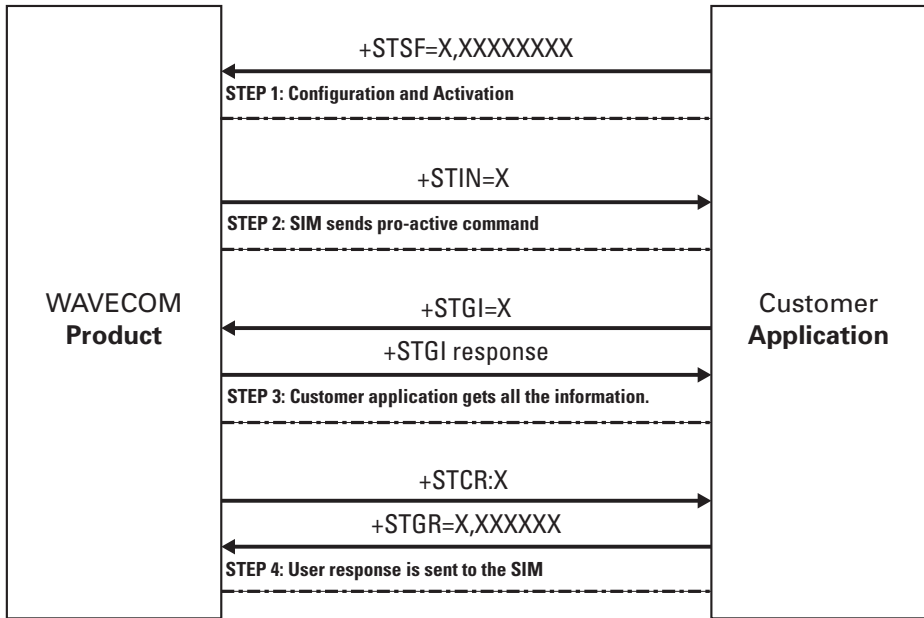 +STSF=X,XXXXXXXX
STEP 1: Configuration and Activation
+STIN=X
STEP 2: SIM sends pro-active command
WAVECOM
Product
Customer
Application
+STGI=X
+STGI response
STEP 3: Customer application gets all the information.
+STCR:X
+STGR=X,XXXXXX
STEP 4: User response is sent to the SIM